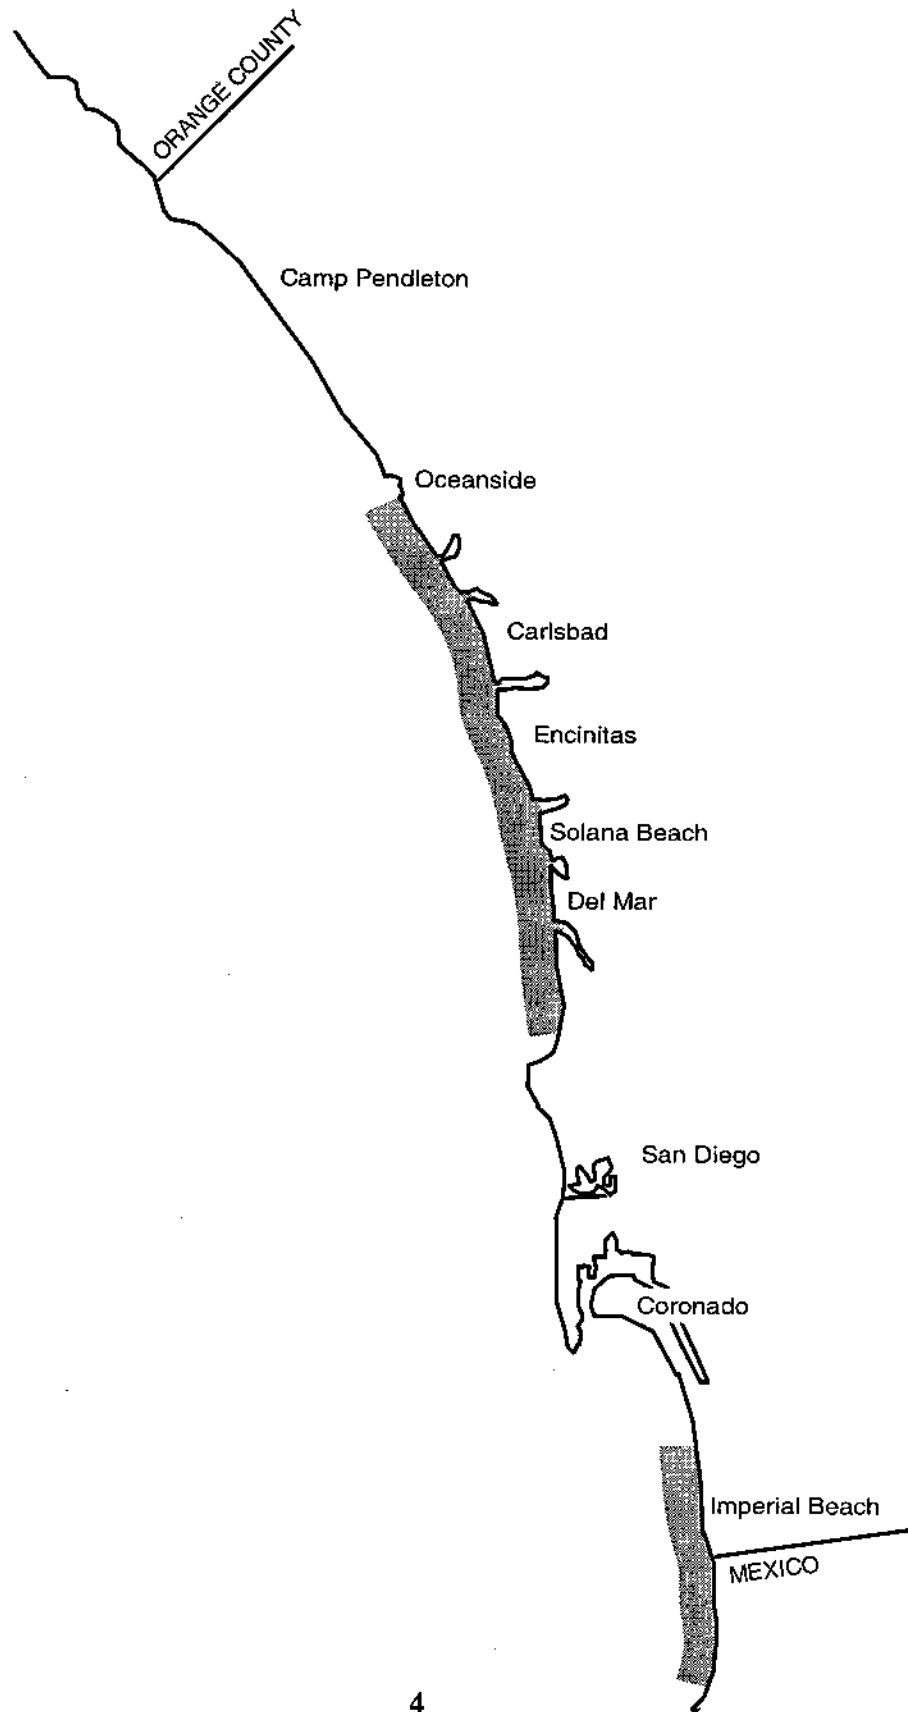 ORANGE COUNTY
Camp Pendleton
Oceanside
Carlsbad
Encinitas
Solana Beach
Del Mar
San Diego
Coronado
Imperial Beach
MEXICO
4